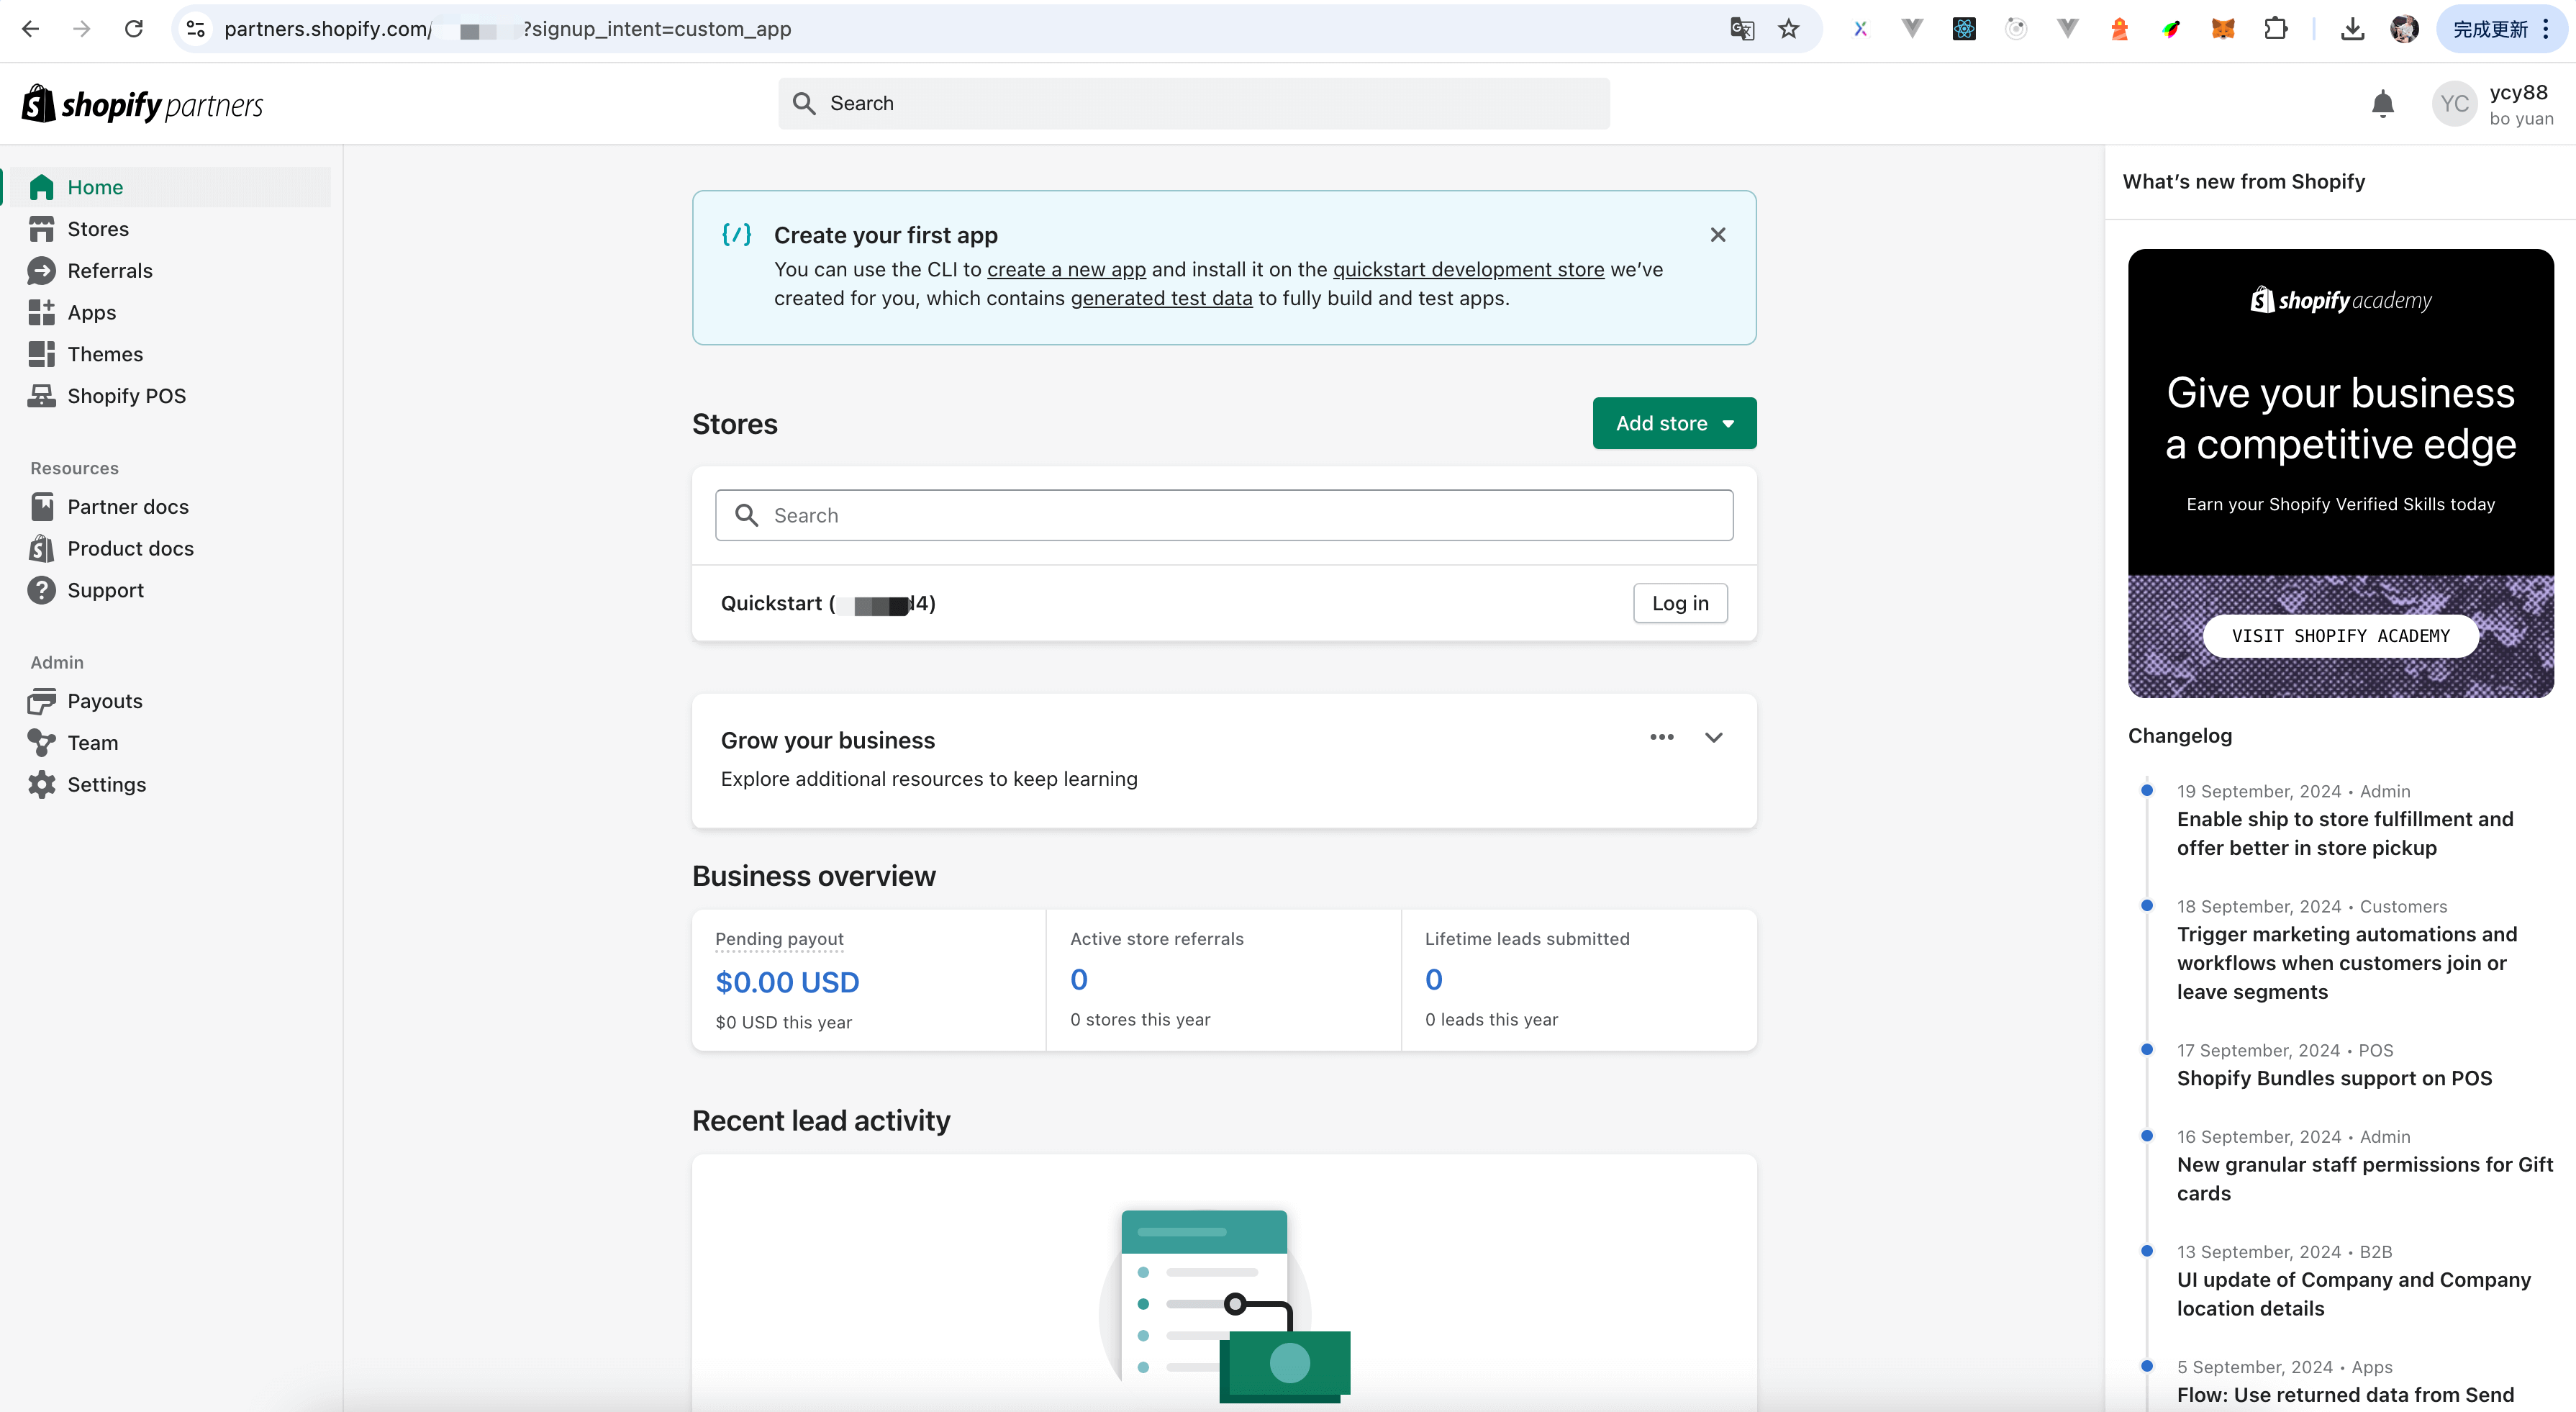 partners.shopify.com/
?signup_intent=custom_app
完成更新
shopify partners
Search
YC
ycy88
bo yuan
Home
Stores
Referrals
Apps
Themes
Shopify POS
Resources
Partner docs
Product docs
Support
Admin
Payouts
Team
Settings
Create your first app
You can use the CLI to create a new app and install it on the quickstart development store we’ve
created for you, which contains generated test data to fully build and test apps.
Stores
Add store
Search
Quickstart ( d4)
Log in
Grow your business
Explore additional resources to keep learning
Business overview
Pending payout
$0.00 USD
$0 USD this year
Active store referrals
0
0 stores this year
Lifetime leads submitted
0
0 leads this year
Recent lead activity
What’s new from Shopify
shopify academy
Give your business
a competitive edge
Earn your Shopify Verified Skills today
VISIT SHOPIFY ACADEMY
Changelog
19 September, 2024 • Admin
Enable ship to store fulfillment and
offer better in store pickup
18 September, 2024 • Customers
Trigger marketing automations and
workflows when customers join or
leave segments
17 September, 2024 • POS
Shopify Bundles support on POS
16 September, 2024 • Admin
New granular staff permissions for Gift
cards
13 September, 2024 • B2B
UI update of Company and Company
location details
5 September, 2024 • Apps
Flow: Use returned data from Send